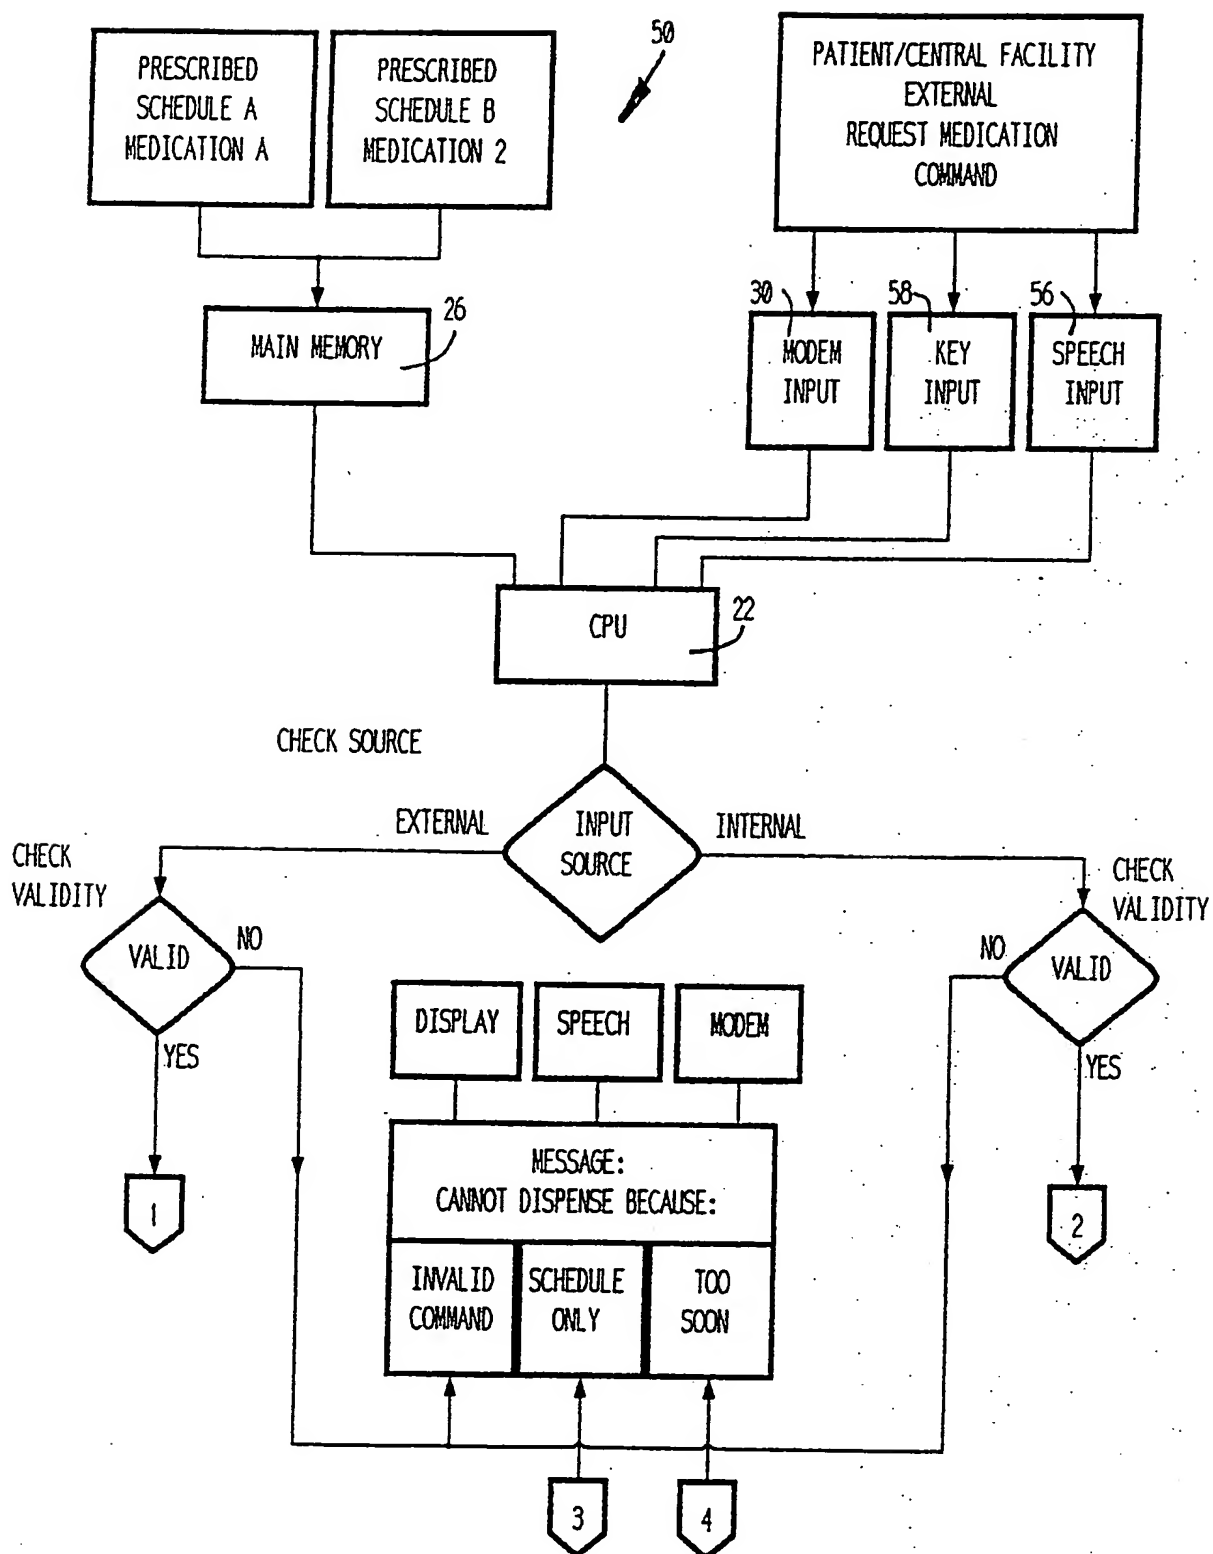 PRESCRIBED
SCHEDULE A
MEDICATION A
PRESCRIBED
SCHEDULE B
MEDICATION 2
50
PATIENT/CENTRAL FACILITY
EXTERNAL
REQUEST MEDICATION
COMMAND
MAIN MEMORY
26
30
MODEM
INPUT
58
KEY
INPUT
56
SPEECH
INPUT
CPU
22
CHECK SOURCE
EXTERNAL
INPUT
SOURCE
INTERNAL
CHECK
VALIDITY
VALID
NO
YES
1
CHECK
VALIDITY
NO
VALID
YES
2
DISPLAY
SPEECH
MODEM
MESSAGE:
CANNOT DISPENSE BECAUSE:
INVALID
COMMAND
SCHEDULE
ONLY
TOO
SOON
3
4